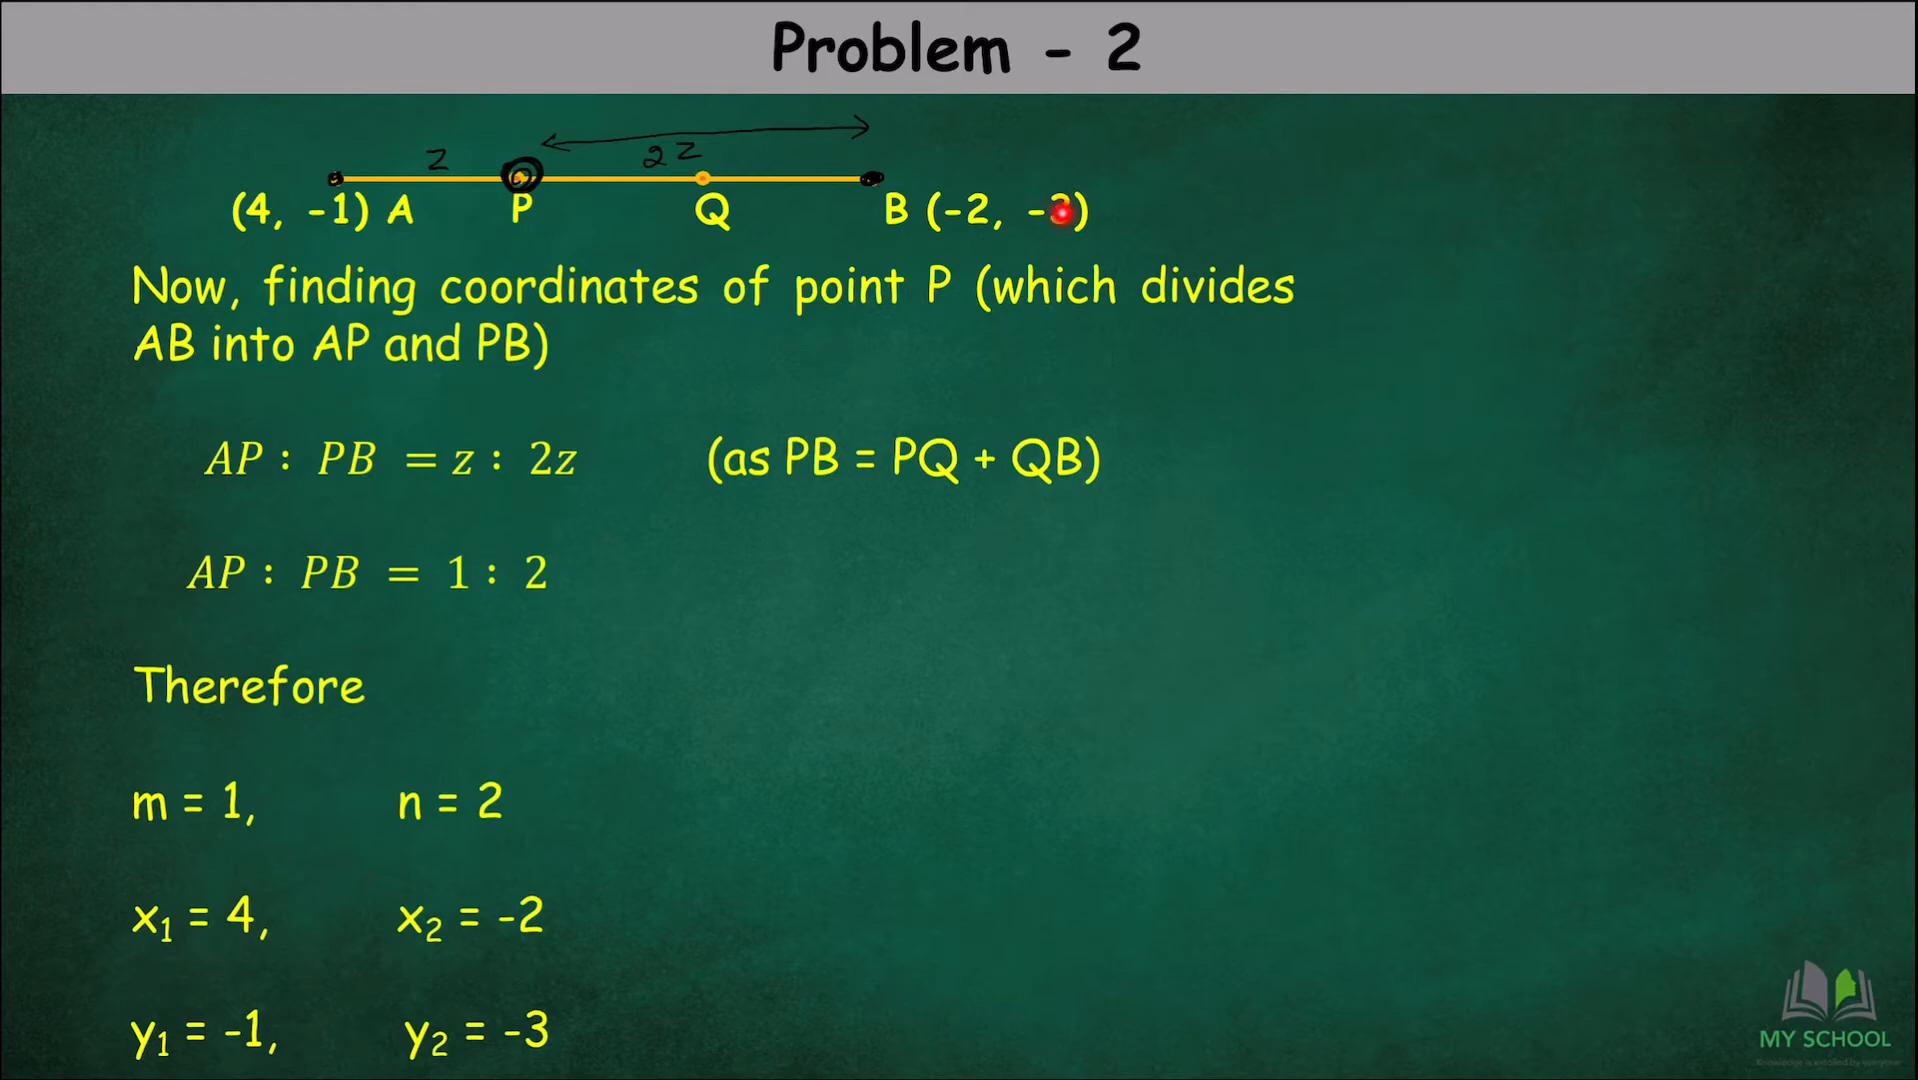 Problem - 2
z
2z
(4, -1) A P Q B (-2, -3)
Now, finding coordinates of point P (which divides
AB into AP and PB)
AP : PB = z : 2z (as PB = PQ + QB)
AP : PB = 1 : 2
Therefore
m = 1, n = 2
x₁ = 4, x₂ = -2
y₁ = -1, y₂ = -3
MY SCHOOL